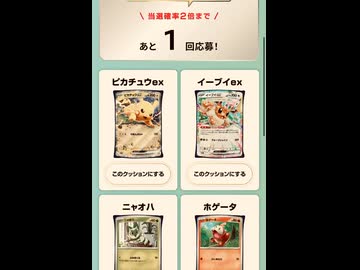 当選確率2倍まで
あと 1 回応募!
ピカチュウex
イーブイex
このクッションにする
このクッションにする
ニャオハ
ホゲータ